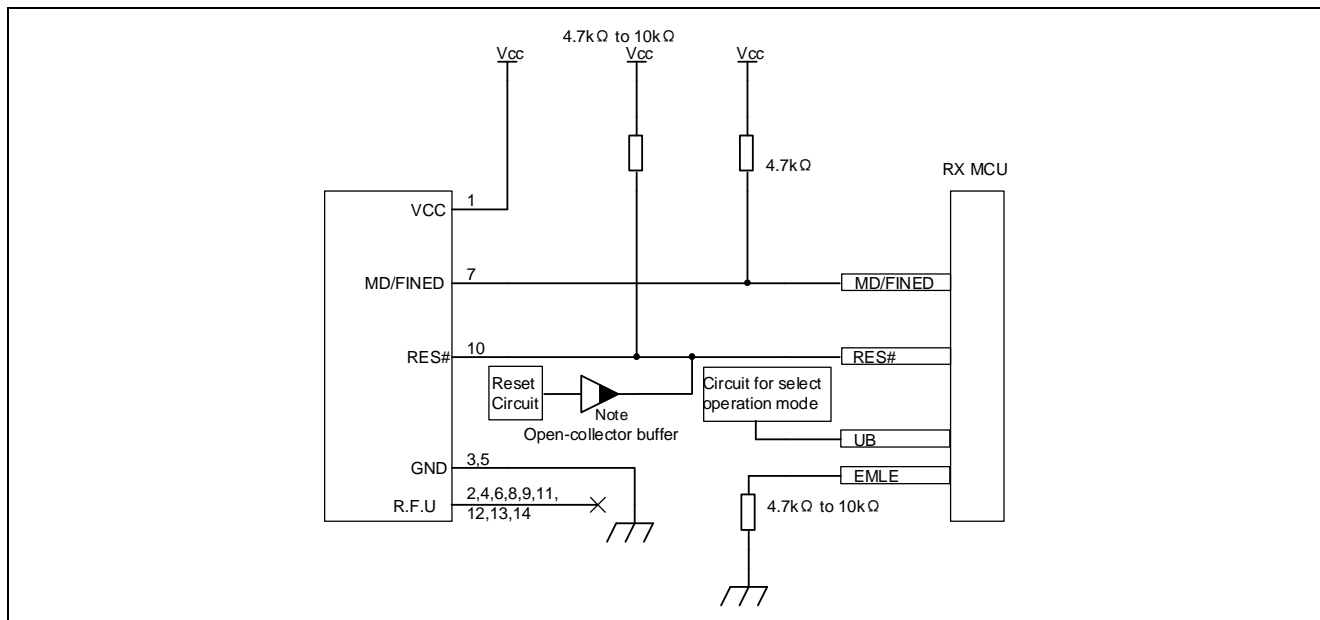 4.7kΩ to 10kΩ
Vcc
Vcc
Vcc
4.7kΩ
RX MCU
VCC
1
MD/FINED
7
MD/FINED
RES#
10
RES#
Reset
Circuit
Note
Open-collector buffer
Circuit for select
operation mode
UB
GND
3,5
EMLE
R.F.U
2,4,6,8,9,11,
12,13,14
4.7kΩ to 10kΩ